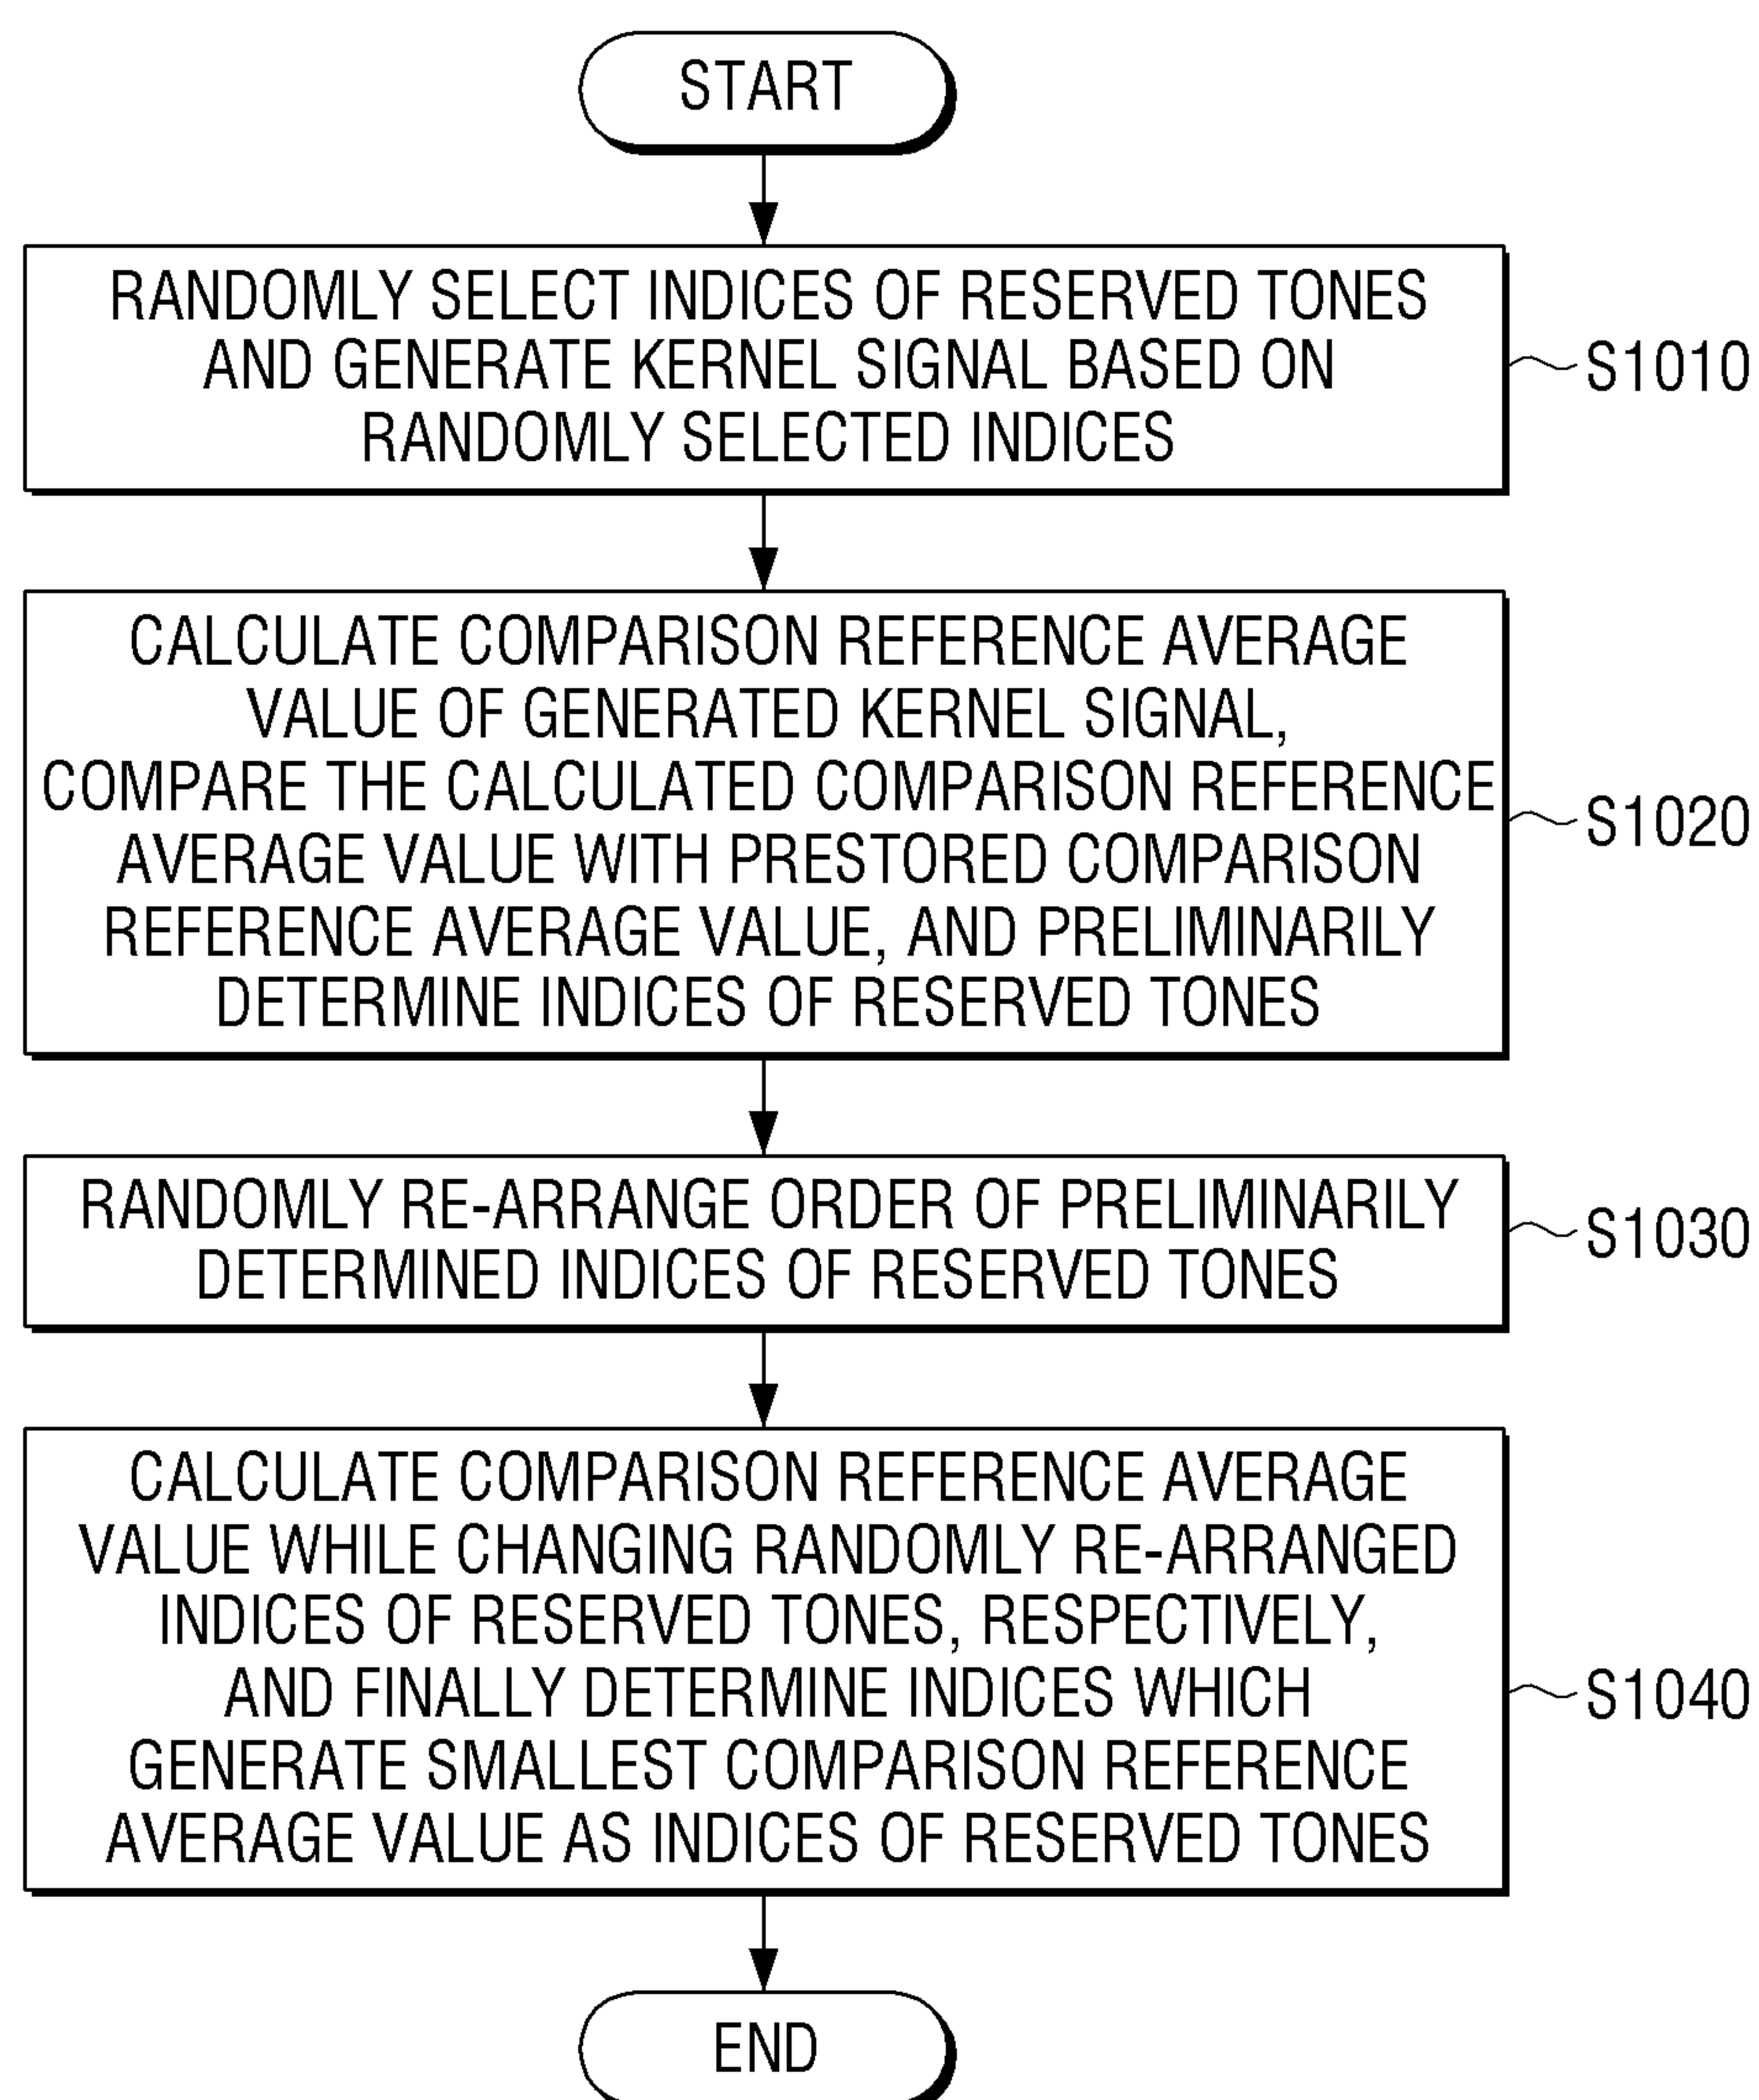 START
RANDOMLY SELECT INDICES OF RESERVED TONES
AND GENERATE KERNEL SIGNAL BASED ON
RANDOMLY SELECTED INDICES
S1010
CALCULATE COMPARISON REFERENCE AVERAGE
VALUE OF GENERATED KERNEL SIGNAL,
COMPARE THE CALCULATED COMPARISON REFERENCE
AVERAGE VALUE WITH PRESTORED COMPARISON
REFERENCE AVERAGE VALUE, AND PRELIMINARILY
DETERMINE INDICES OF RESERVED TONES
S1020
RANDOMLY RE-ARRANGE ORDER OF PRELIMINARILY
DETERMINED INDICES OF RESERVED TONES
S1030
CALCULATE COMPARISON REFERENCE AVERAGE
VALUE WHILE CHANGING RANDOMLY RE-ARRANGED
INDICES OF RESERVED TONES, RESPECTIVELY,
AND FINALLY DETERMINE INDICES WHICH
GENERATE SMALLEST COMPARISON REFERENCE
AVERAGE VALUE AS INDICES OF RESERVED TONES
S1040
END